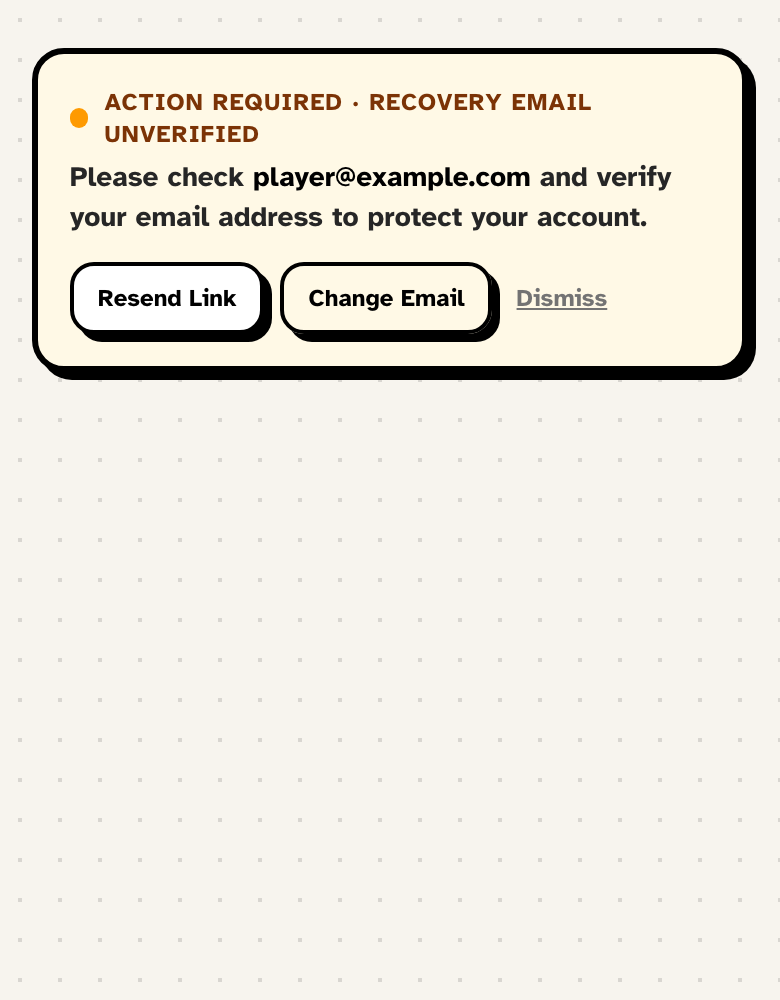 ACTION REQUIRED · RECOVERY EMAIL
UNVERIFIED
Please check player@example.com and verify
your email address to protect your account.
Resend Link
Change Email
Dismiss